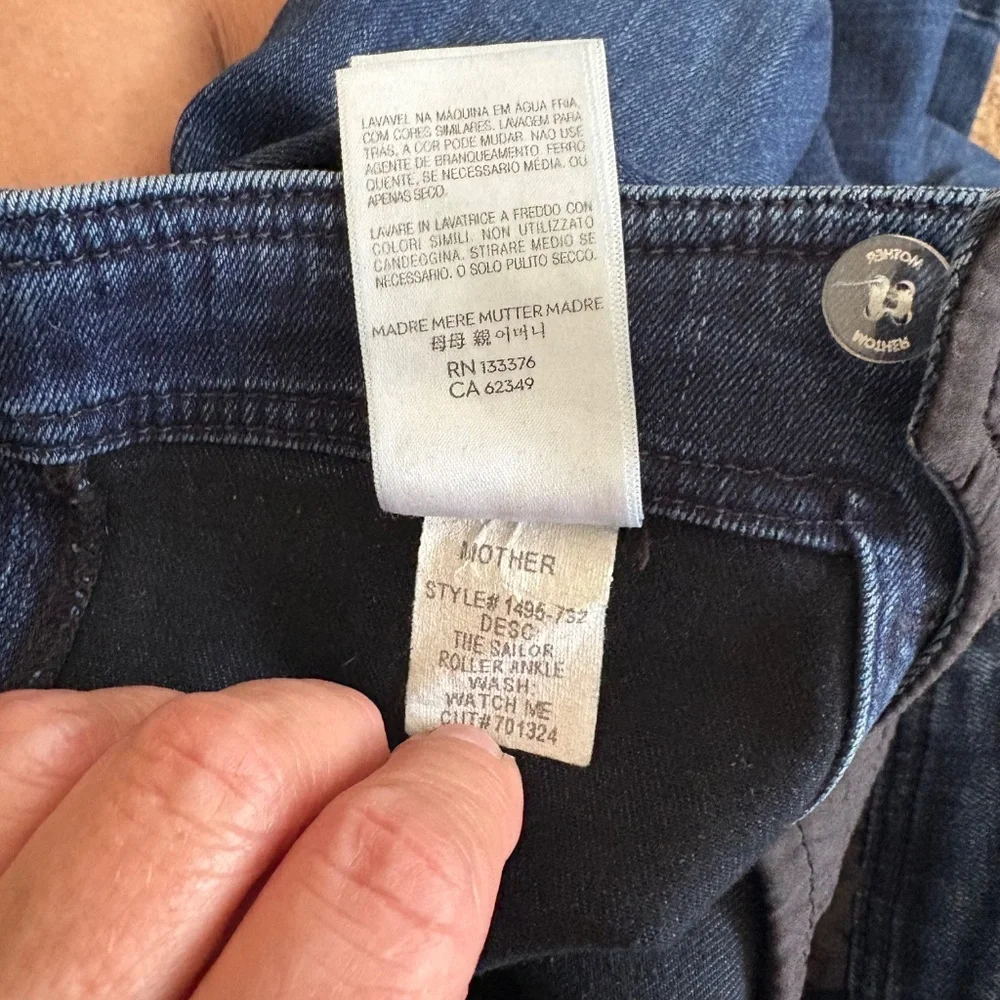 LAVAVEL NA MÁQUINA EM ÁGUA FRIA,
COM CORES SIMILARES. LAVAGEM PARA
TRÁS, A COR PODE MUDAR. NAO USE
AGENTE DE BRANQUEAMENTO. FERRO
QUENTE, SE NECESSARIO MÉDIA, OU
APENAS SECO.
LAVARE IN LAVATRICE A FREDDO CON
COLORI SIMILI. NON UTILIZZATO
CANDEGGINA. STIRARE MEDIO SE
NECESSARIO. O SOLO PULITO SECCO.
MADRE MERE MUTTER MADRE
母母 親 어머니
RN 133376
CA 62349
MOTHER
MOTHER
MOTHER
STYLE# 1495-732
DESC:
THE SAILOR
ROLLER ANKLE
WASH:
WATCH ME
CUT#701324